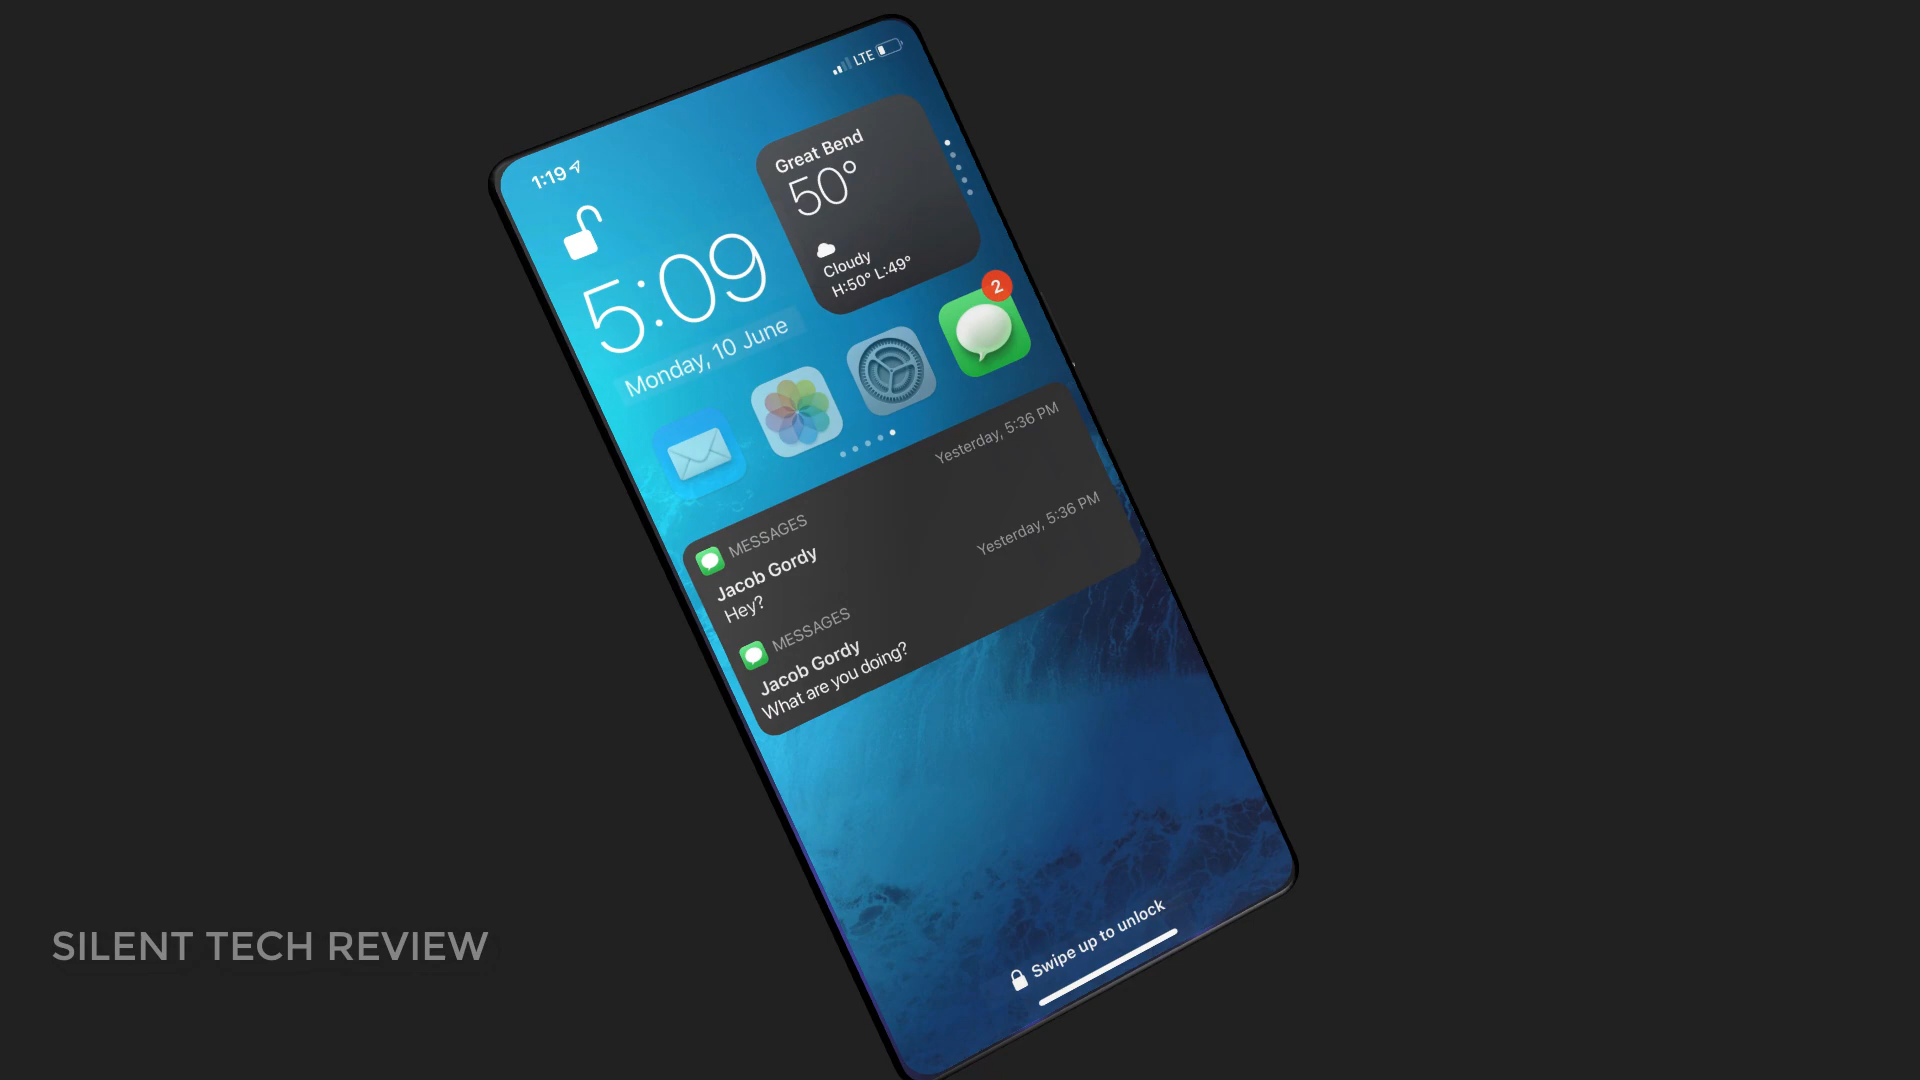 LTE
1:19
Great Bend
50°
Cloudy
H:50° L:49°
5:09
Monday, 10 June
2
MESSAGES
Yesterday, 5:36 PM
Jacob Gordy
Hey?
MESSAGES
Yesterday, 5:36 PM
Jacob Gordy
What are you doing?
Swipe up to unlock
SILENT TECH REVIEW